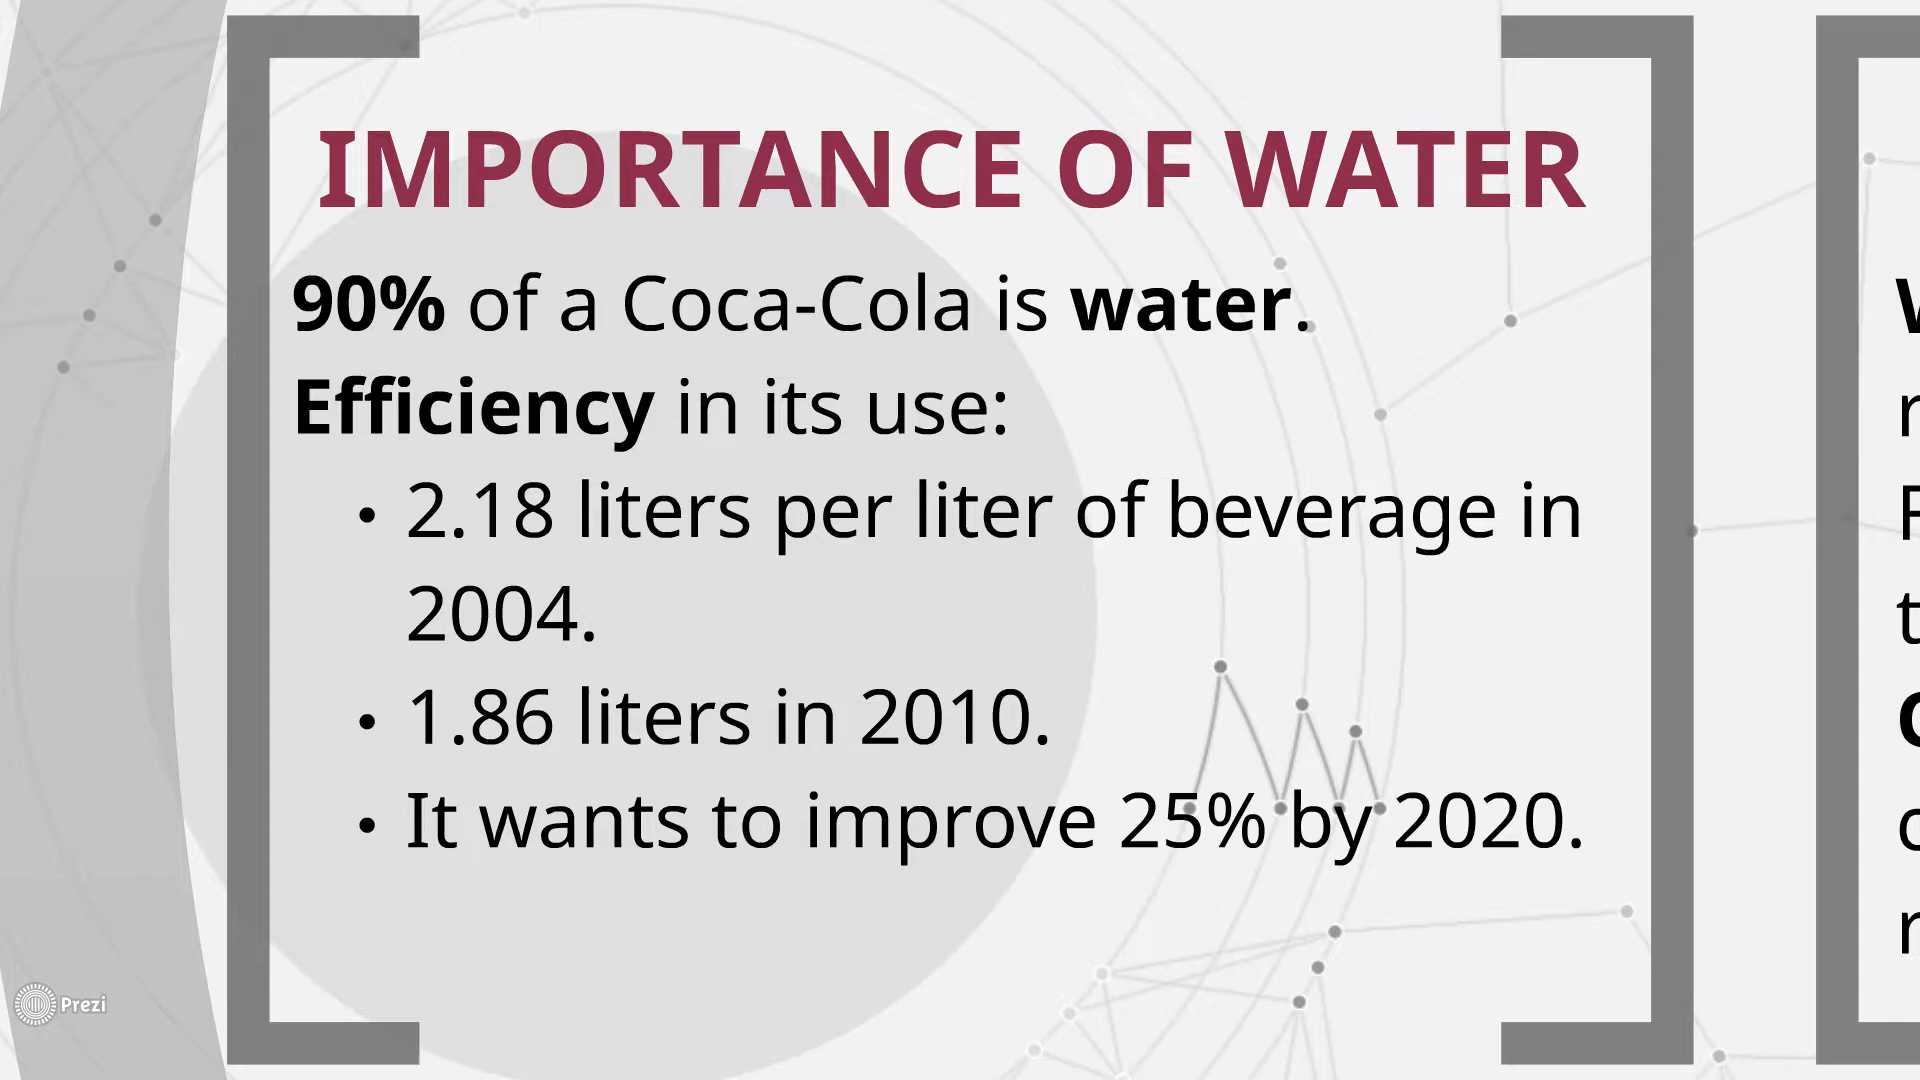 IMPORTANCE OF WATER
90% of a Coca-Cola is water.
Efficiency in its use:
• 2.18 liters per liter of beverage in
2004.
• 1.86 liters in 2010.
• It wants to improve 25% by 2020.
Prezi